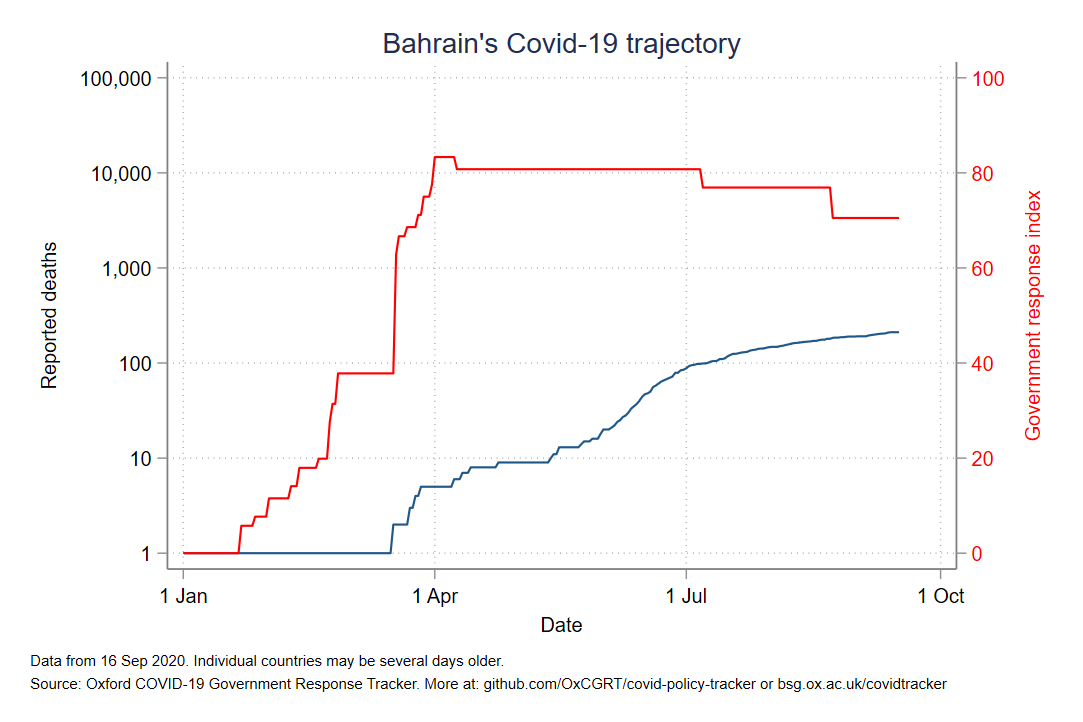 Bahrain's Covid-19 trajectory
100,000
10,000
1,000
100
10
1
Reported deaths
100
80
60
40
20
0
Government response index
1 Jan
1 Apr
1 Jul
1 Oct
Date
Data from 16 Sep 2020. Individual countries may be several days older.
Source: Oxford COVID-19 Government Response Tracker. More at: github.com/OxCGRT/covid-policy-tracker or bsg.ox.ac.uk/covidtracker